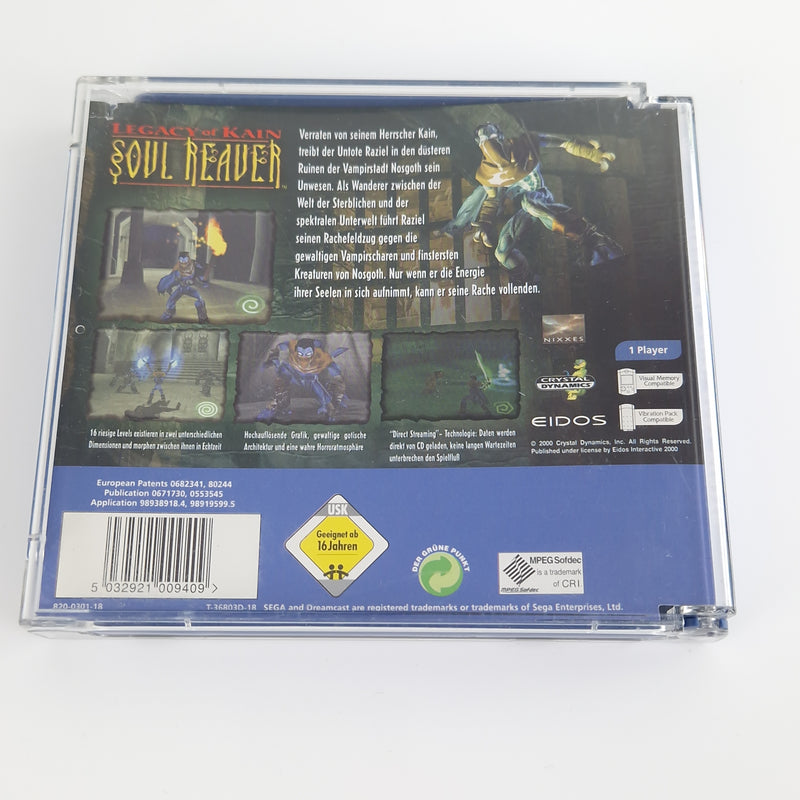 LEGACY of KAIN
SOUL REAVER™
Verraten von seinem Herrscher Kain,
treibt der Untote Raziel in den düsteren
Ruinen der Vampirstadt Nosgoth sein
Unwesen. Als Wanderer zwischen der
Welt der Sterblichen und der
spektralen Unterwelt führt Raziel
seinen Rachefeldzug gegen die
gewaltigen Vampirscharen und finstersten
Kreaturen von Nosgoth. Nur wenn er die Energie
ihrer Seelen in sich aufnimmt, kann er seine Rache vollenden.
16 riesige Levels existieren in zwei unterschiedlichen
Dimensionen und morphen zwischen ihnen in Echtzeit
Hochauflösende Grafik, gewaltige gotische
Architektur und eine wahre Horroratmosphäre
"Direct Streaming"- Technologie: Daten werden
direkt von CD geladen, keine langen Wartezeiten
unterbrechen den Spielfluß
NIXXES
CRYSTAL
DYNAMICS
EIDOS
1 Player
Visual Memory
Compatible
Vibration Pack
Compatible
© 2000 Crystal Dynamics, Inc. All Rights Reserved.
Published under license by Eidos Interactive 2000
European Patents 0682341, 80244
Publication 0671730, 0553545
Application 98938918.4, 98919599.5
5 032921 009409 >
USK
Geeignet ab
16 Jahren
DER GRÜNE PUNKT
MPEG Sofdec
MPEG Sofdec
is a trademark
of CRI.
820-0301-18
T-36803D-18 SEGA and Dreamcast are registered trademarks or trademarks of Sega Enterprises, Ltd.